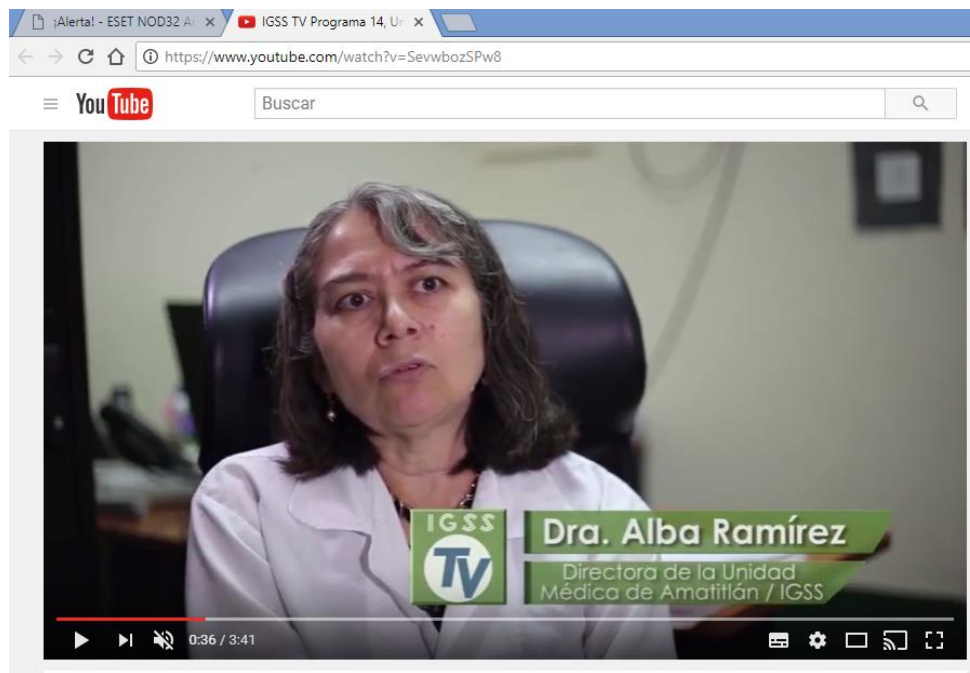 ¡Alerta! - ESET NOD32 A
IGSS TV Programa 14, Un
https://www.youtube.com/watch?v=SevwbozSPw8
YouTube
Buscar
IGSS
TV
Dra. Alba Ramírez
Directora de la Unidad
Médica de Amatitlán / IGSS
0:36 / 3:41